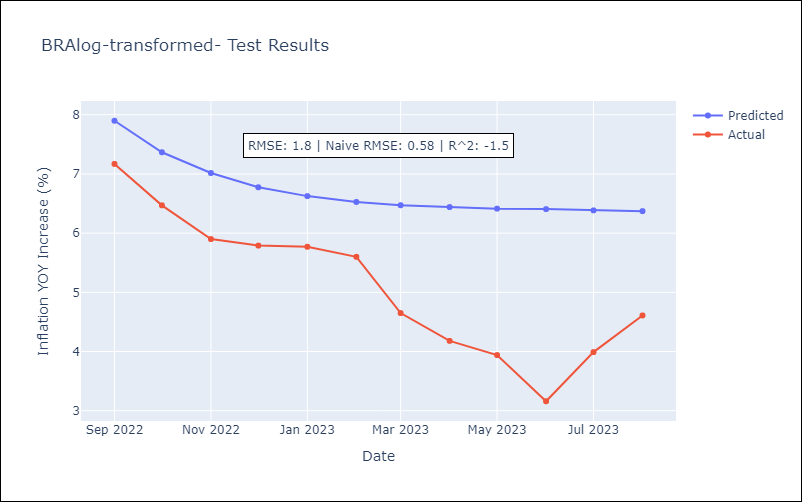 BRAlog-transformed- Test Results
RMSE: 1.8 | Naive RMSE: 0.58 | R^2: -1.5
Predicted
Actual
Inflation YOY Increase (%)
8
7
6
5
4
3
Sep 2022 Nov 2022 Jan 2023 Mar 2023 May 2023 Jul 2023
Date